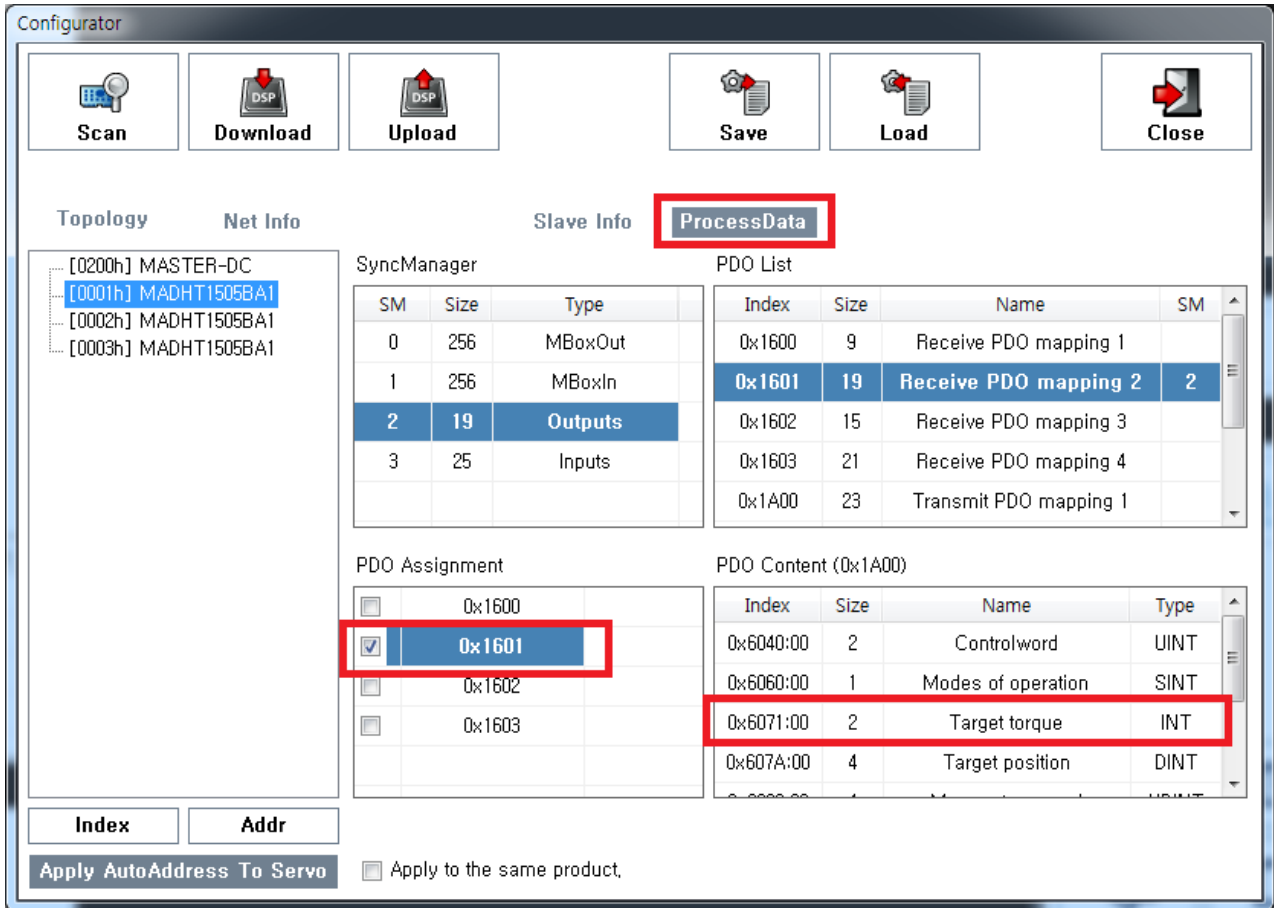 Configurator
Scan Download Upload Save Load Close
Topology Net Info Slave Info ProcessData
[0200h] MASTER-DC
[0001h] MADHT1505BA1
[0002h] MADHT1505BA1
[0003h] MADHT1505BA1
SyncManager
SM Size Type
0 256 MBoxOut
1 256 MBoxIn
2 19 Outputs
3 25 Inputs
PDO List
Index Size Name SM
0x1600 9 Receive PDO mapping 1
0x1601 19 Receive PDO mapping 2 2
0x1602 15 Receive PDO mapping 3
0x1603 21 Receive PDO mapping 4
0x1A00 23 Transmit PDO mapping 1
PDO Assignment
0x1600
0x1601
0x1602
0x1603
PDO Content (0x1A00)
Index Size Name Type
0x6040:00 2 Controlword UINT
0x6060:00 1 Modes of operation SINT
0x6071:00 2 Target torque INT
0x607A:00 4 Target position DINT
Index Addr
Apply AutoAddress To Servo
Apply to the same product,